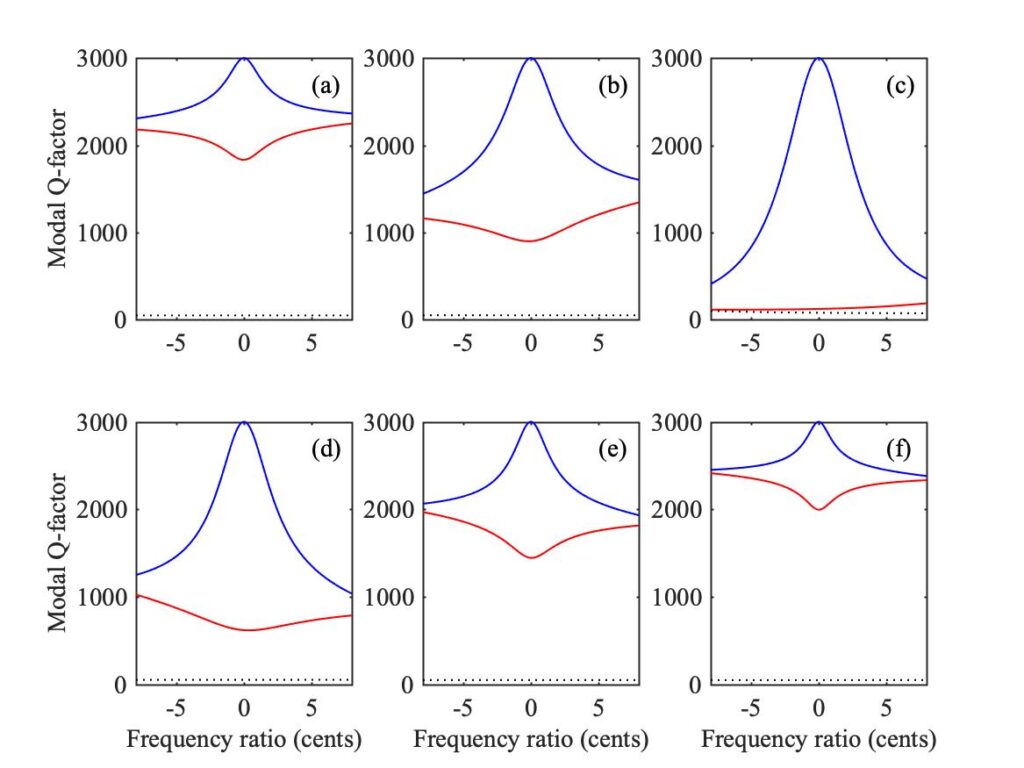 3000 (a) 3000 (b) 3000 (c)
2000 2000 2000
1000 1000 1000
0 0 0
Modal Q-factor
-5 0 5 -5 0 5 -5 0 5
3000 (d) 3000 (e) 3000 (f)
2000 2000 2000
1000 1000 1000
0 0 0
Modal Q-factor
-5 0 5 -5 0 5 -5 0 5
Frequency ratio (cents) Frequency ratio (cents) Frequency ratio (cents)